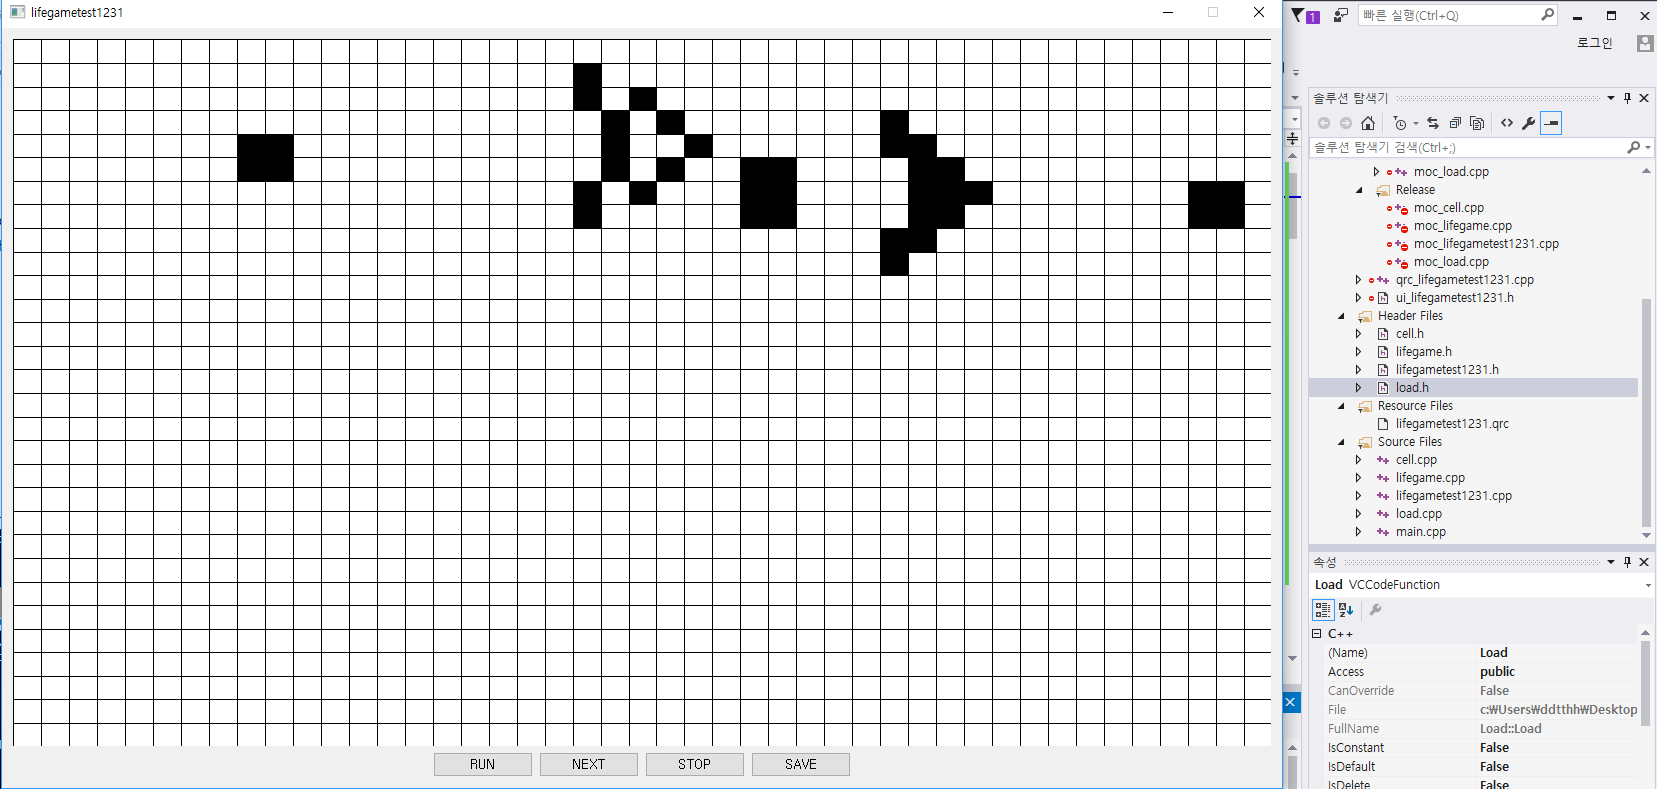 lifegametest1231
1
빠른 실행(Ctrl+Q)
로그인
솔루션 탐색기
솔루션 탐색기 검색(Ctrl+;)
moc_load.cpp
Release
moc_cell.cpp
moc_lifegame.cpp
moc_lifegametest1231.cpp
moc_load.cpp
qrc_lifegametest1231.cpp
ui_lifegametest1231.h
Header Files
cell.h
lifegame.h
lifegametest1231.h
load.h
Resource Files
lifegametest1231.qrc
Source Files
cell.cpp
lifegame.cpp
lifegametest1231.cpp
load.cpp
main.cpp
속성
Load VCCodeFunction
C++
(Name) Load
Access public
CanOverride False
File c:₩Users₩ddtthh₩Desktop
FullName Load::Load
IsConstant False
IsDefault False
IsDelete False
RUN NEXT STOP SAVE